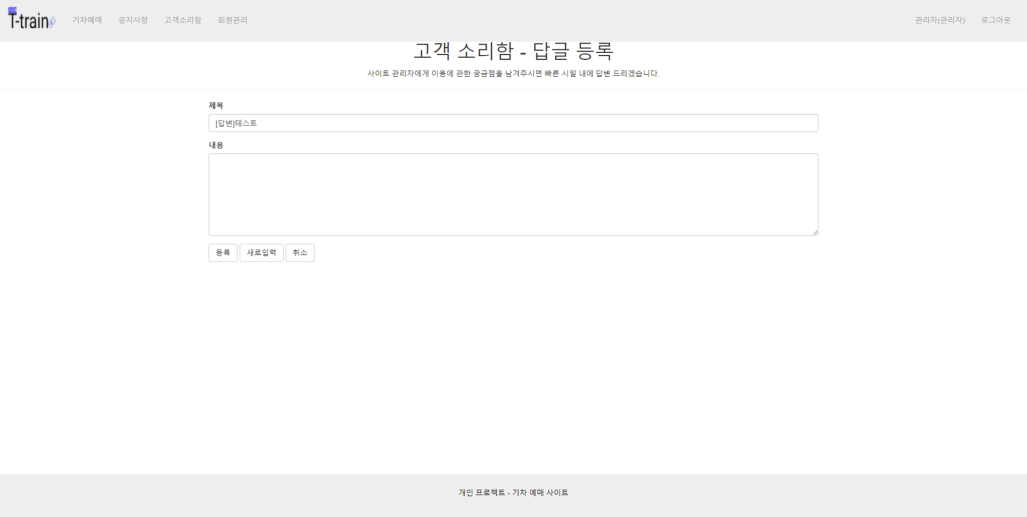 T-train 기차예매 공지사항 고객소리함 회원관리 관리자(관리자) 로그아웃
고객 소리함 - 답글 등록
사이트 관리자에게 이용에 관한 궁금점을 남겨주시면 빠른 시일 내에 답변 드리겠습니다.
제목
[답변]테스트
내용
등록 새로입력 취소
개인 프로젝트 - 기차 예매 사이트